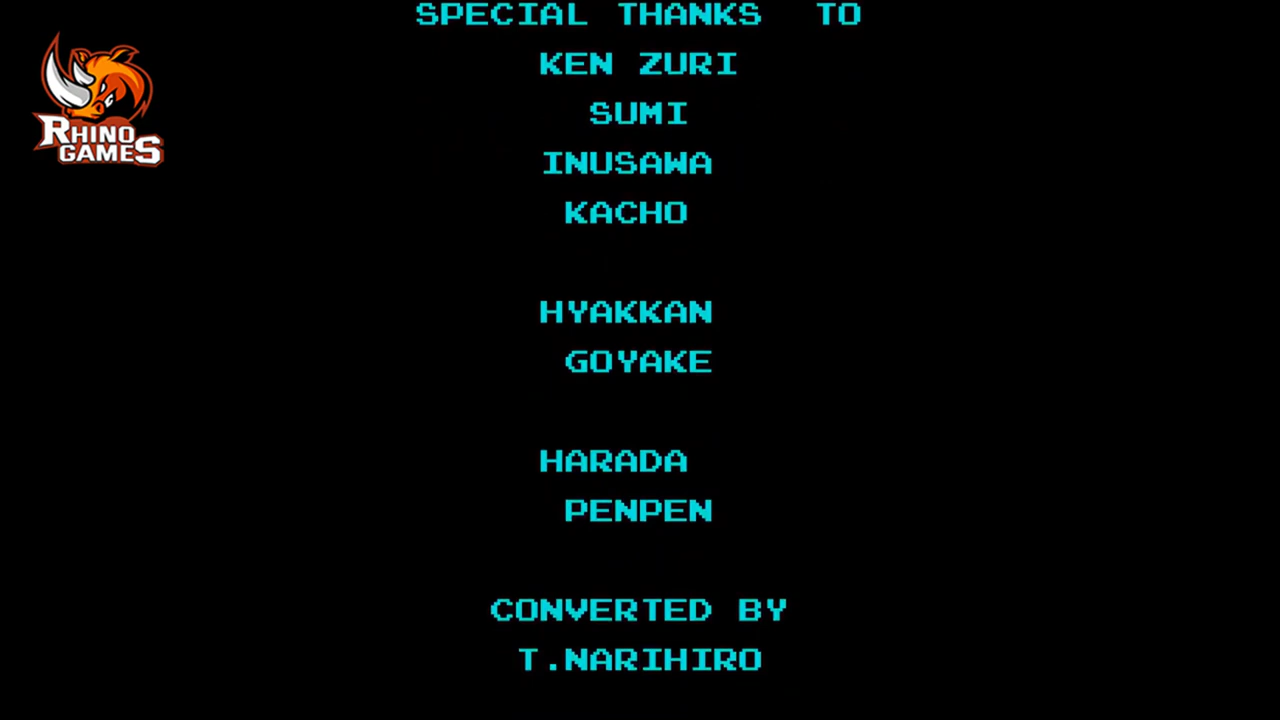 SPECIAL THANKS TO
KEN ZURI
SUMI
INUSAWA
KACHO
HYAKKAN
GOYAKE
HARADA
PENPEN
CONVERTED BY
T.NARIHIRO
RHINO
GAMES